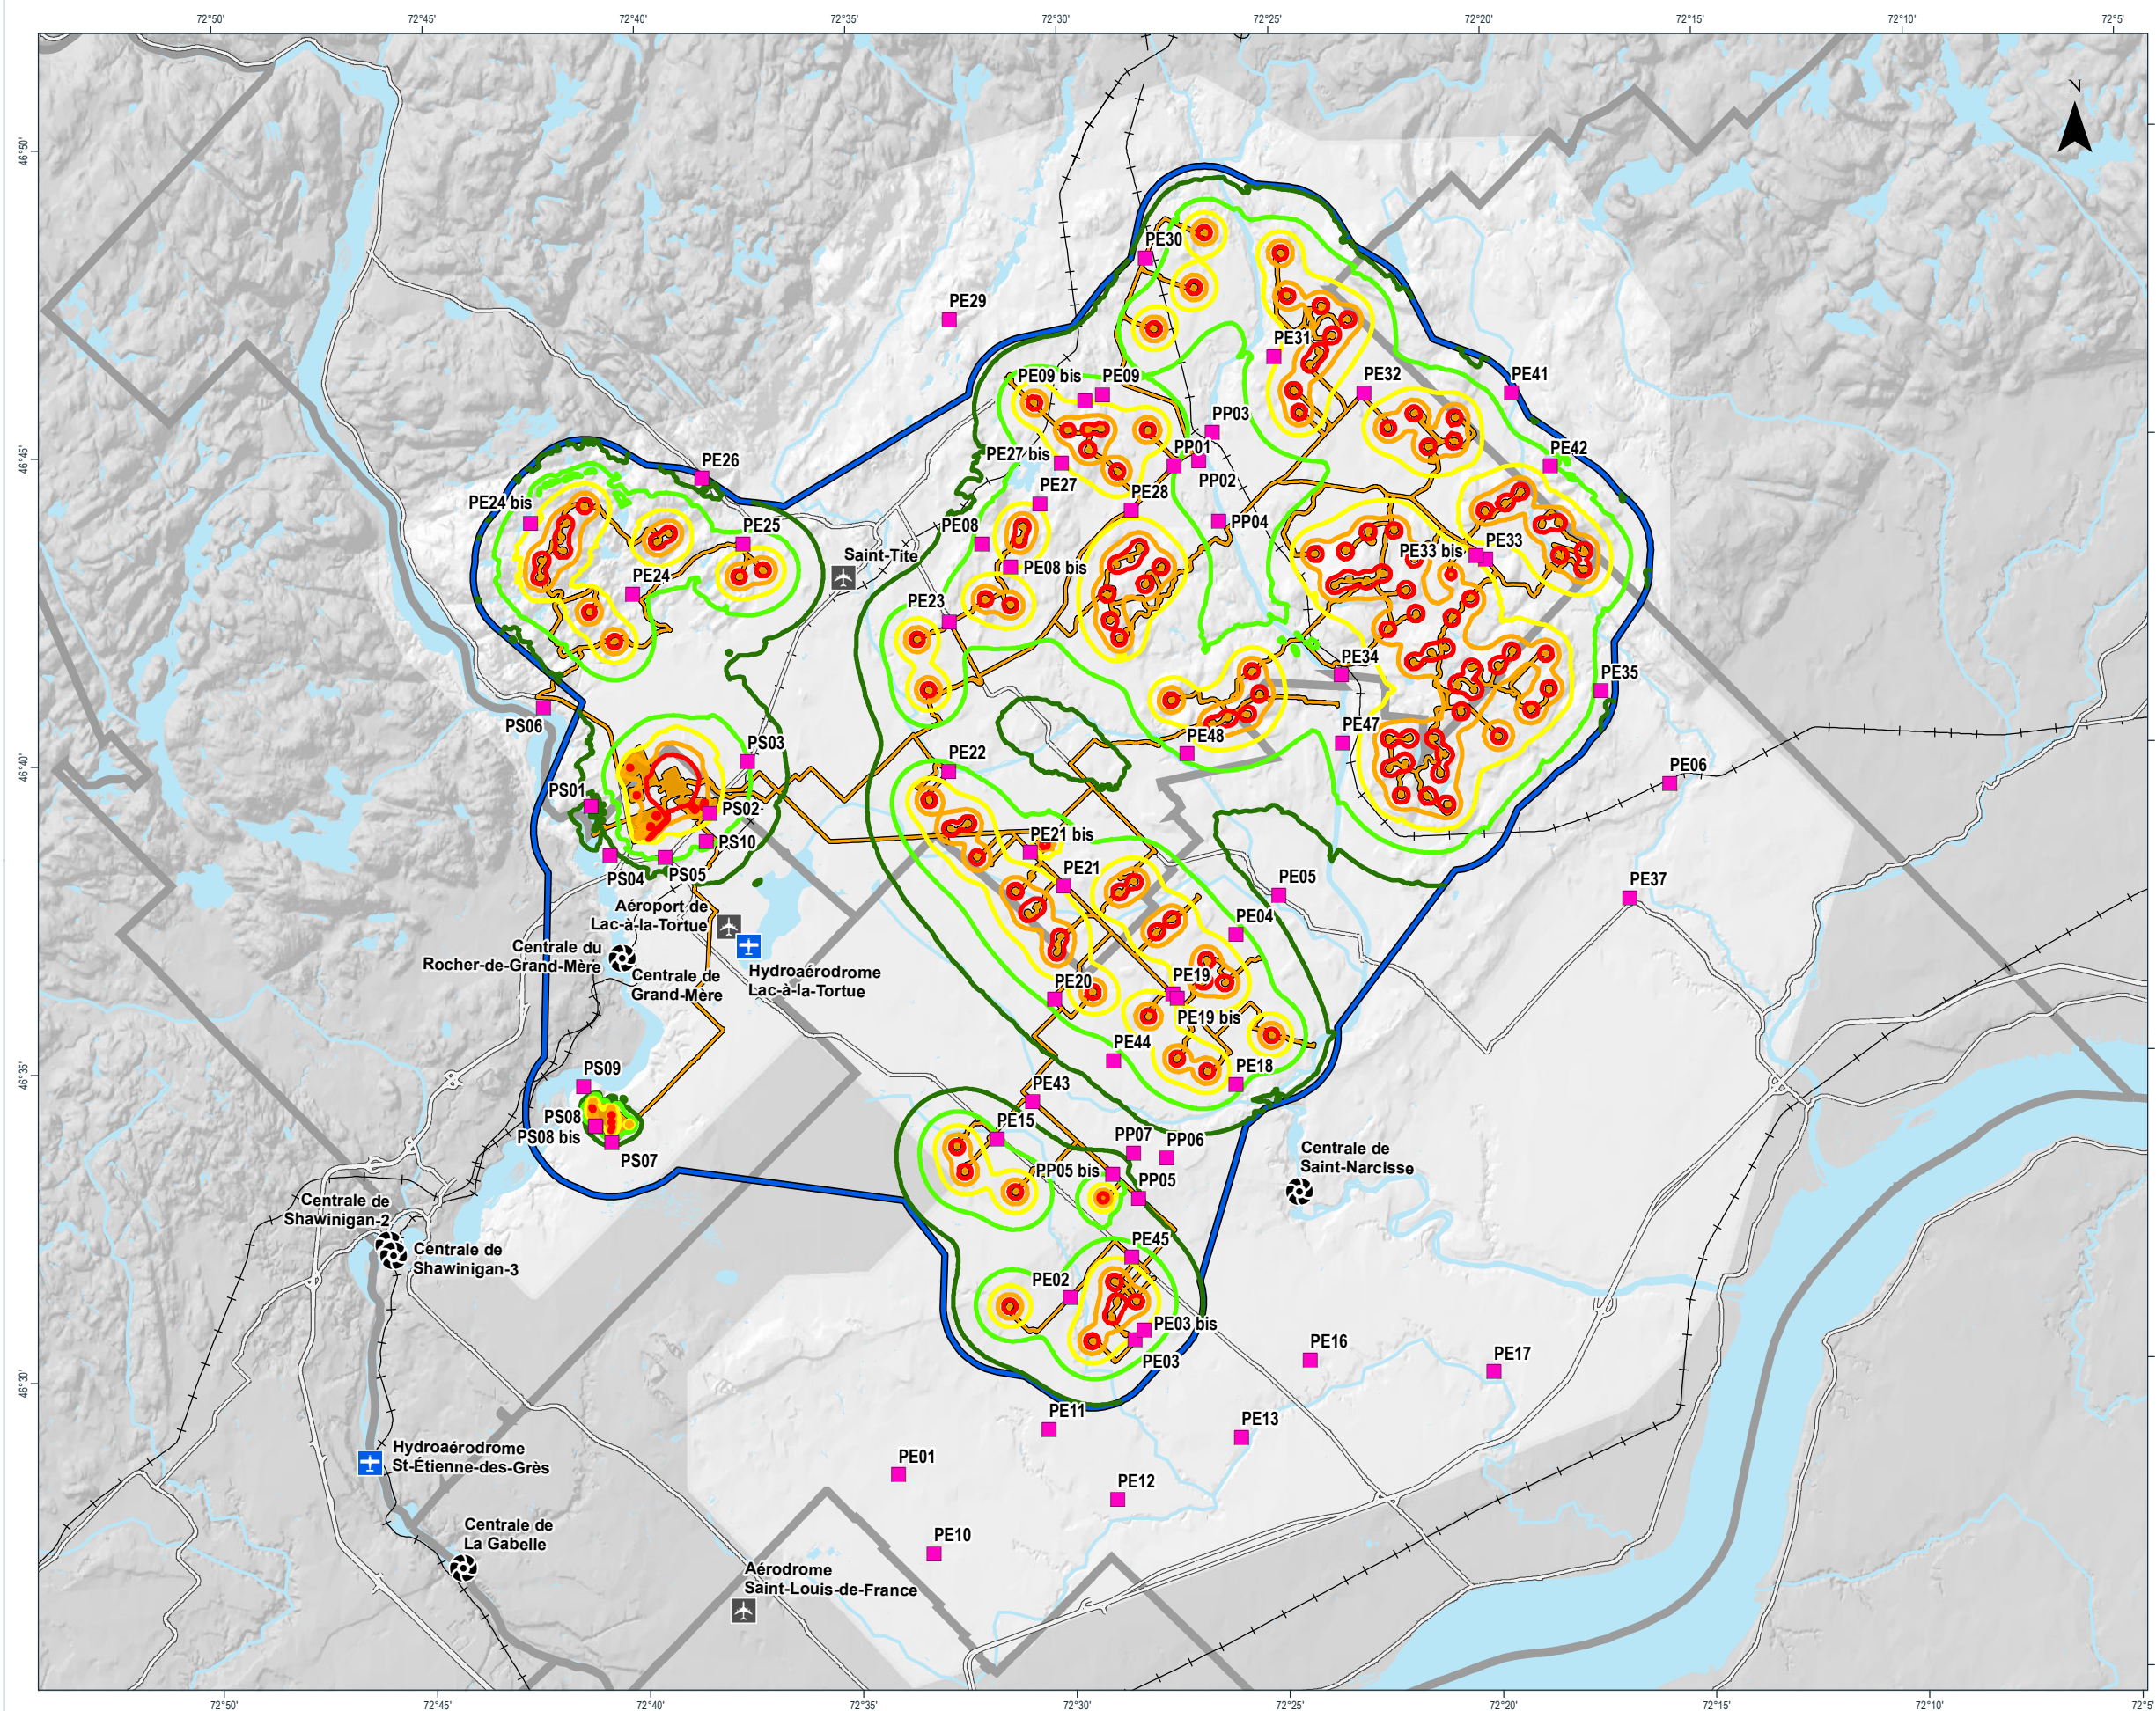 72°50'
72°45'
72°40'
72°35'
72°30'
72°25'
72°20'
72°15'
72°10'
72°5'
N
46°50'
PE30
PE29
PE31
PE32
PE41
PE09 bis
PE09
PP03
PE26
PE27 bis
PP01
PE42
PP02
46°45'
PE24 bis
PE27
PE28
PE25
PE08
PP04
Saint-Tite
PE33 bis
PE33
PE24
PE08 bis
PE23
PE34
PE35
PS06
PE47
PS03
PE22
PE48
PE06
46°40'
PS01
PS02
PS10
PE21 bis
PS04
PS05
PE21
PE05
PE37
Aéroport de
Lac-à-la-Tortue
PE04
Centrale du
Rocher-de-Grand-Mère
Centrale de
Grand-Mère
Hydroaérodrome
Lac-à-la-Tortue
PE20
PE19
PE19 bis
PE44
PE18
46°35'
PS09
PE43
PS08
PS08 bis
PS07
PE15
PP07
PP06
PP05 bis
PP05
Centrale de
Saint-Narcisse
Centrale de
Shawinigan-2
Centrale de
Shawinigan-3
PE45
PE02
PE03 bis
PE03
PE16
PE17
46°30'
PE11
PE13
Hydroaérodrome
St-Étienne-des-Grès
PE01
PE12
Centrale de
La Gabelle
PE10
Aérodrome
Saint-Louis-de-France
72°50'
72°45'
72°40'
72°35'
72°30'
72°25'
72°20'
72°15'
72°10'
72°5'